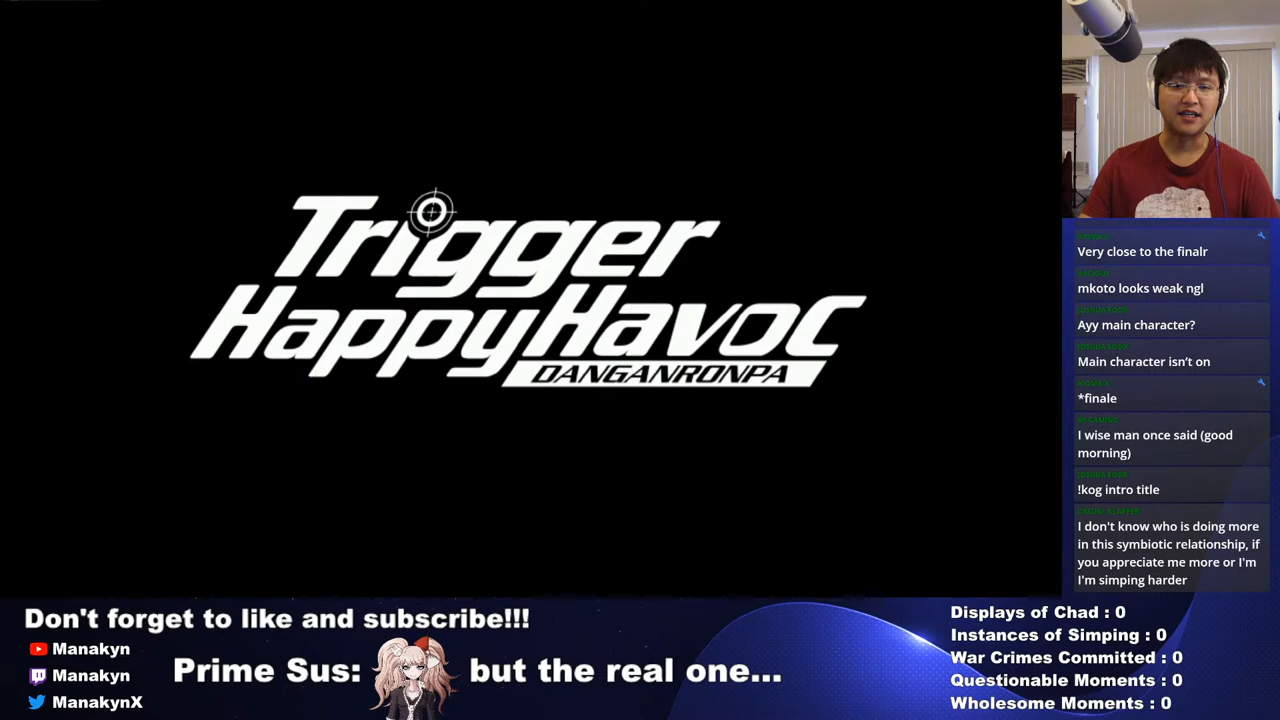 Trigger
HappyHavoc
DANGANRONPA
Very close to the finalr
mkoto looks weak ngl
Ayy main character?
Main character isn’t on
*finale
I wise man once said (good
morning)
!kog intro title
I don't know who is doing more
in this symbiotic relationship, if
you appreciate me more or I'm
I'm simping harder
Don't forget to like and subscribe!!!
Manakyn
Manakyn
ManakynX
Prime Sus: but the real one...
Displays of Chad : 0
Instances of Simping : 0
War Crimes Committed : 0
Questionable Moments : 0
Wholesome Moments : 0